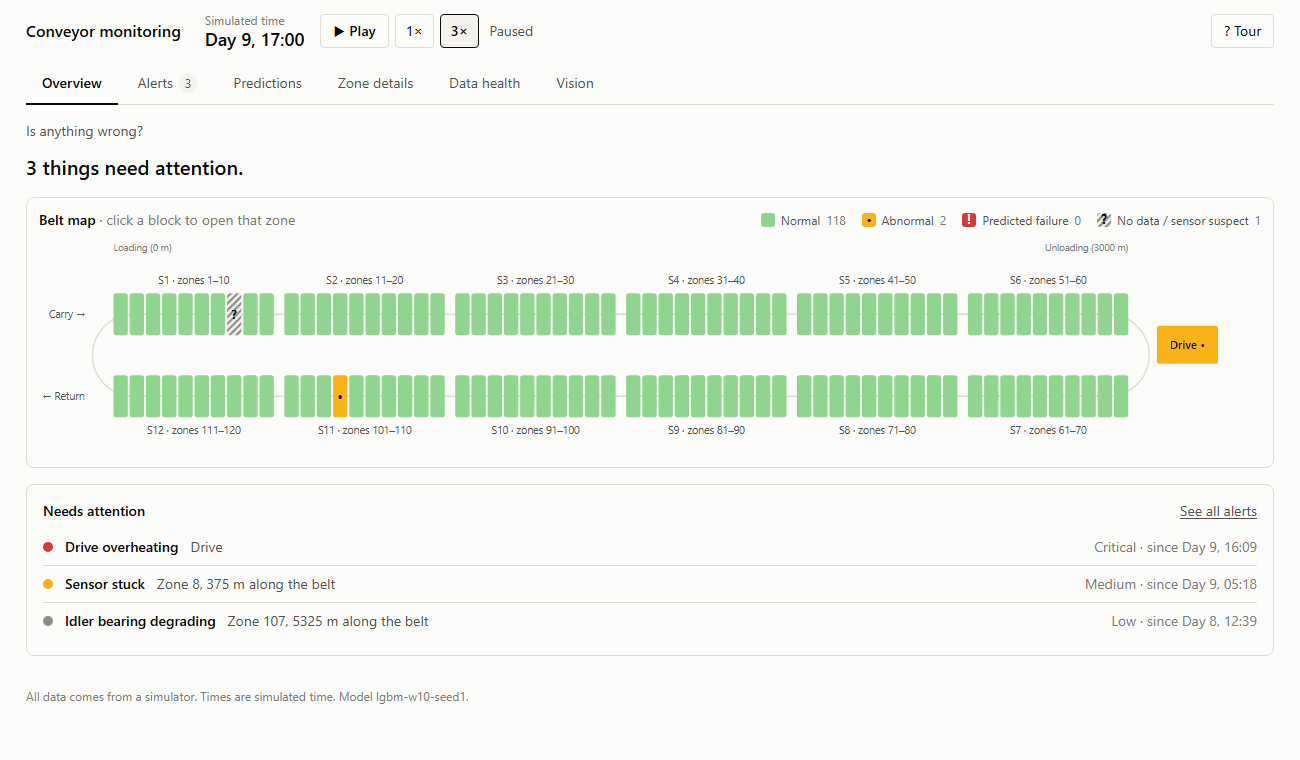 Conveyor monitoring
Simulated time
Day 9, 17:00
▶ Play
1×
3×
Paused
? Tour
Overview
Alerts 3
Predictions
Zone details
Data health
Vision
Is anything wrong?
3 things need attention.
Belt map · click a block to open that zone
Normal 118
• Abnormal 2
! Predicted failure 0
? No data / sensor suspect 1
Loading (0 m)
Unloading (3000 m)
S1 · zones 1–10
S2 · zones 11–20
S3 · zones 21–30
S4 · zones 31–40
S5 · zones 41–50
S6 · zones 51–60
Carry →
?
Drive •
← Return
•
S12 · zones 111–120
S11 · zones 101–110
S10 · zones 91–100
S9 · zones 81–90
S8 · zones 71–80
S7 · zones 61–70
Needs attention
See all alerts
Drive overheating Drive
Critical · since Day 9, 16:09
Sensor stuck Zone 8, 375 m along the belt
Medium · since Day 9, 05:18
Idler bearing degrading Zone 107, 5325 m along the belt
Low · since Day 8, 12:39
All data comes from a simulator. Times are simulated time. Model lgbm-w10-seed1.